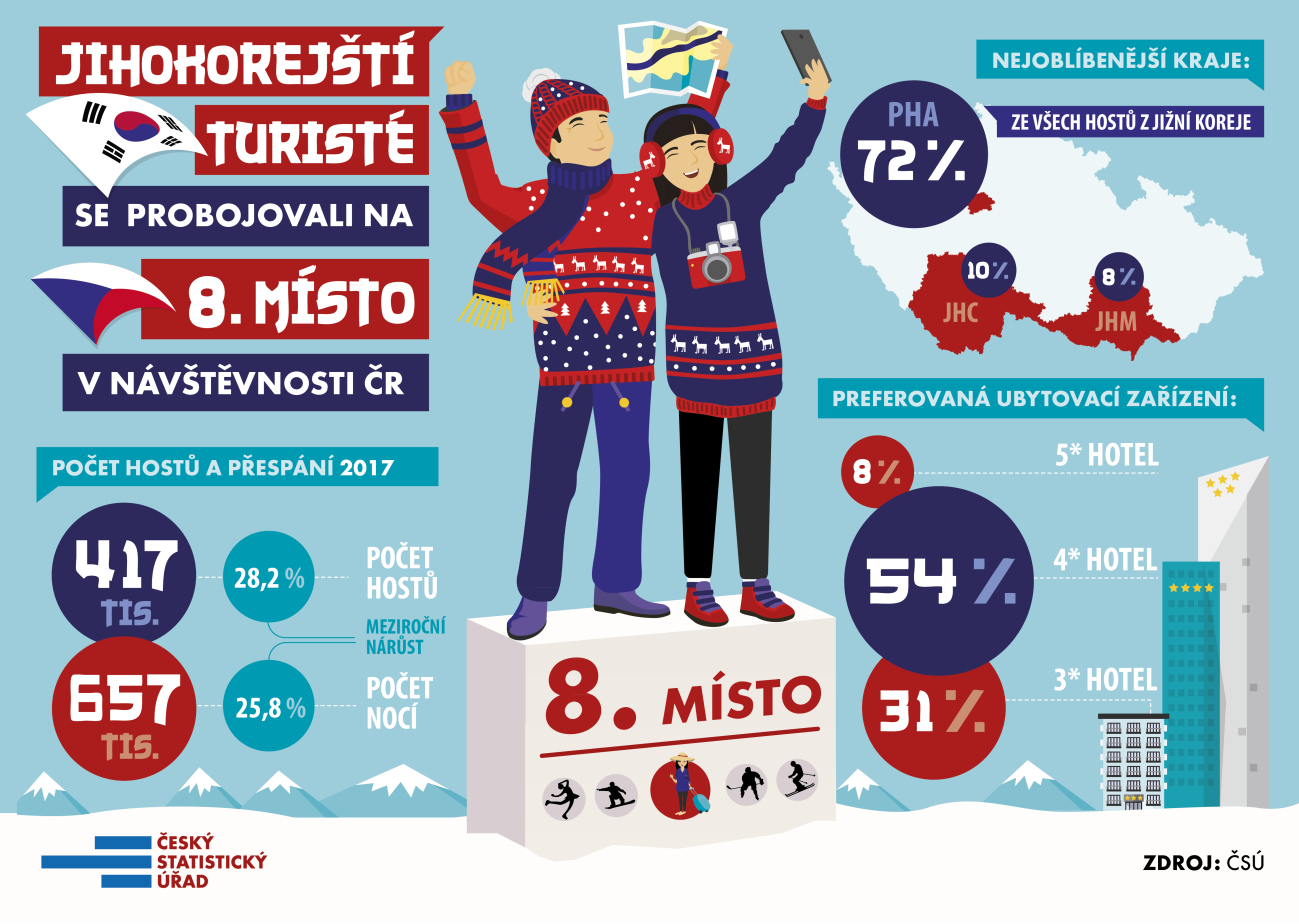 JIHOKOREJŠTÍ
TURISTÉ
SE PROBOJOVALI NA
8. MÍSTO
V NÁVŠTĚVNOSTI ČR
POČET HOSTŮ A PŘESPÁNÍ 2017
417
TIS.
28,2 %
POČET
HOSTŮ
MEZIROČNÍ
NÁRŮST
657
TIS.
25,8 %
POČET
NOCÍ
8. MÍSTO
NEJOBLÍBENĚJŠÍ KRAJE:
ZE VŠECH HOSTŮ Z JIŽNÍ KOREJE
PHA
72 %
10 %
JHC
8 %
JHM
PREFEROVANÁ UBYTOVACÍ ZAŘÍZENÍ:
8 %
5* HOTEL
54 %
4* HOTEL
31 %
3* HOTEL
ČESKÝ
STATISTICKÝ
ÚŘAD
ZDROJ: ČSÚ